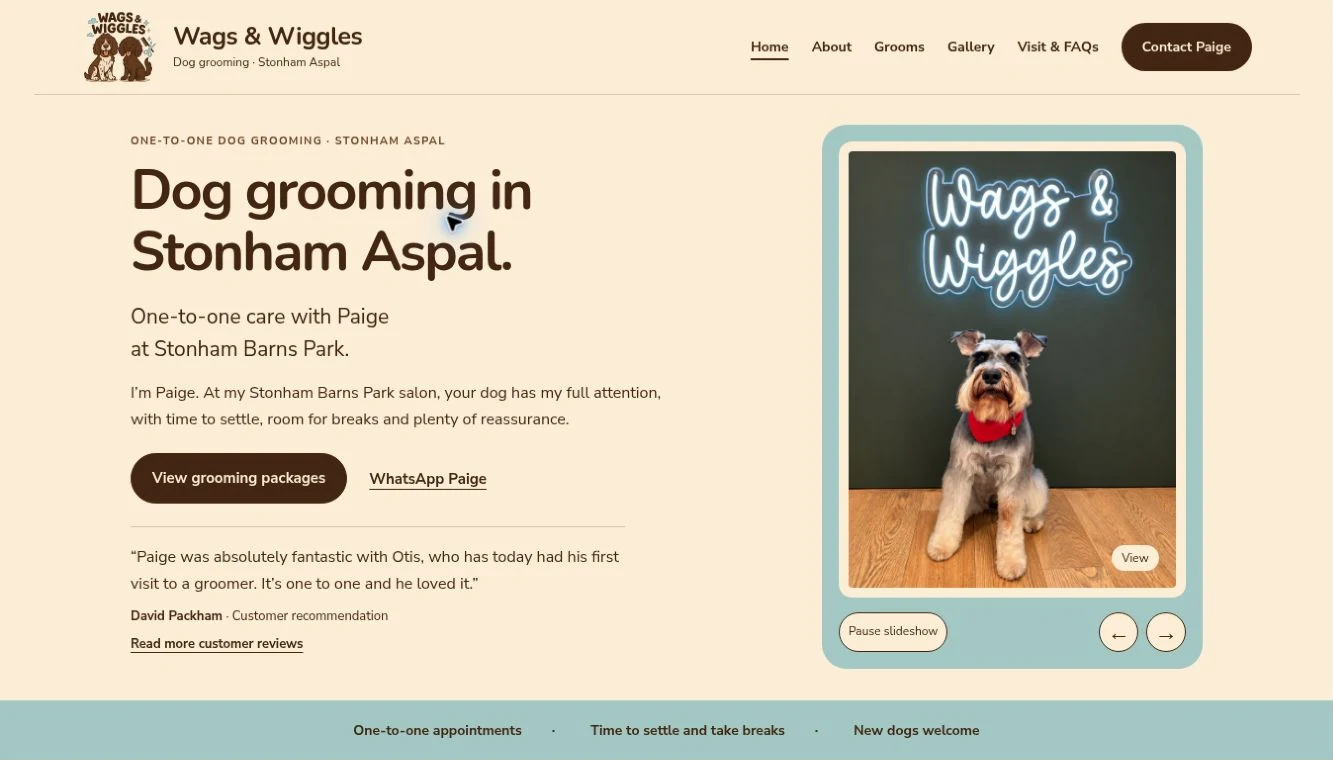 WAGS &
WIGGLES
Wags & Wiggles
Dog grooming · Stonham Aspal
Home
About
Grooms
Gallery
Visit & FAQs
Contact Paige
ONE-TO-ONE DOG GROOMING · STONHAM ASPAL
Dog grooming in
Stonham Aspal.
One-to-one care with Paige
at Stonham Barns Park.
I’m Paige. At my Stonham Barns Park salon, your dog has my full attention,
with time to settle, room for breaks and plenty of reassurance.
View grooming packages
WhatsApp Paige
“Paige was absolutely fantastic with Otis, who has today had his first
visit to a groomer. It’s one to one and he loved it.”
David Packham · Customer recommendation
Read more customer reviews
Wags &
Wiggles
View
Pause slideshow
← →
One-to-one appointments · Time to settle and take breaks · New dogs welcome